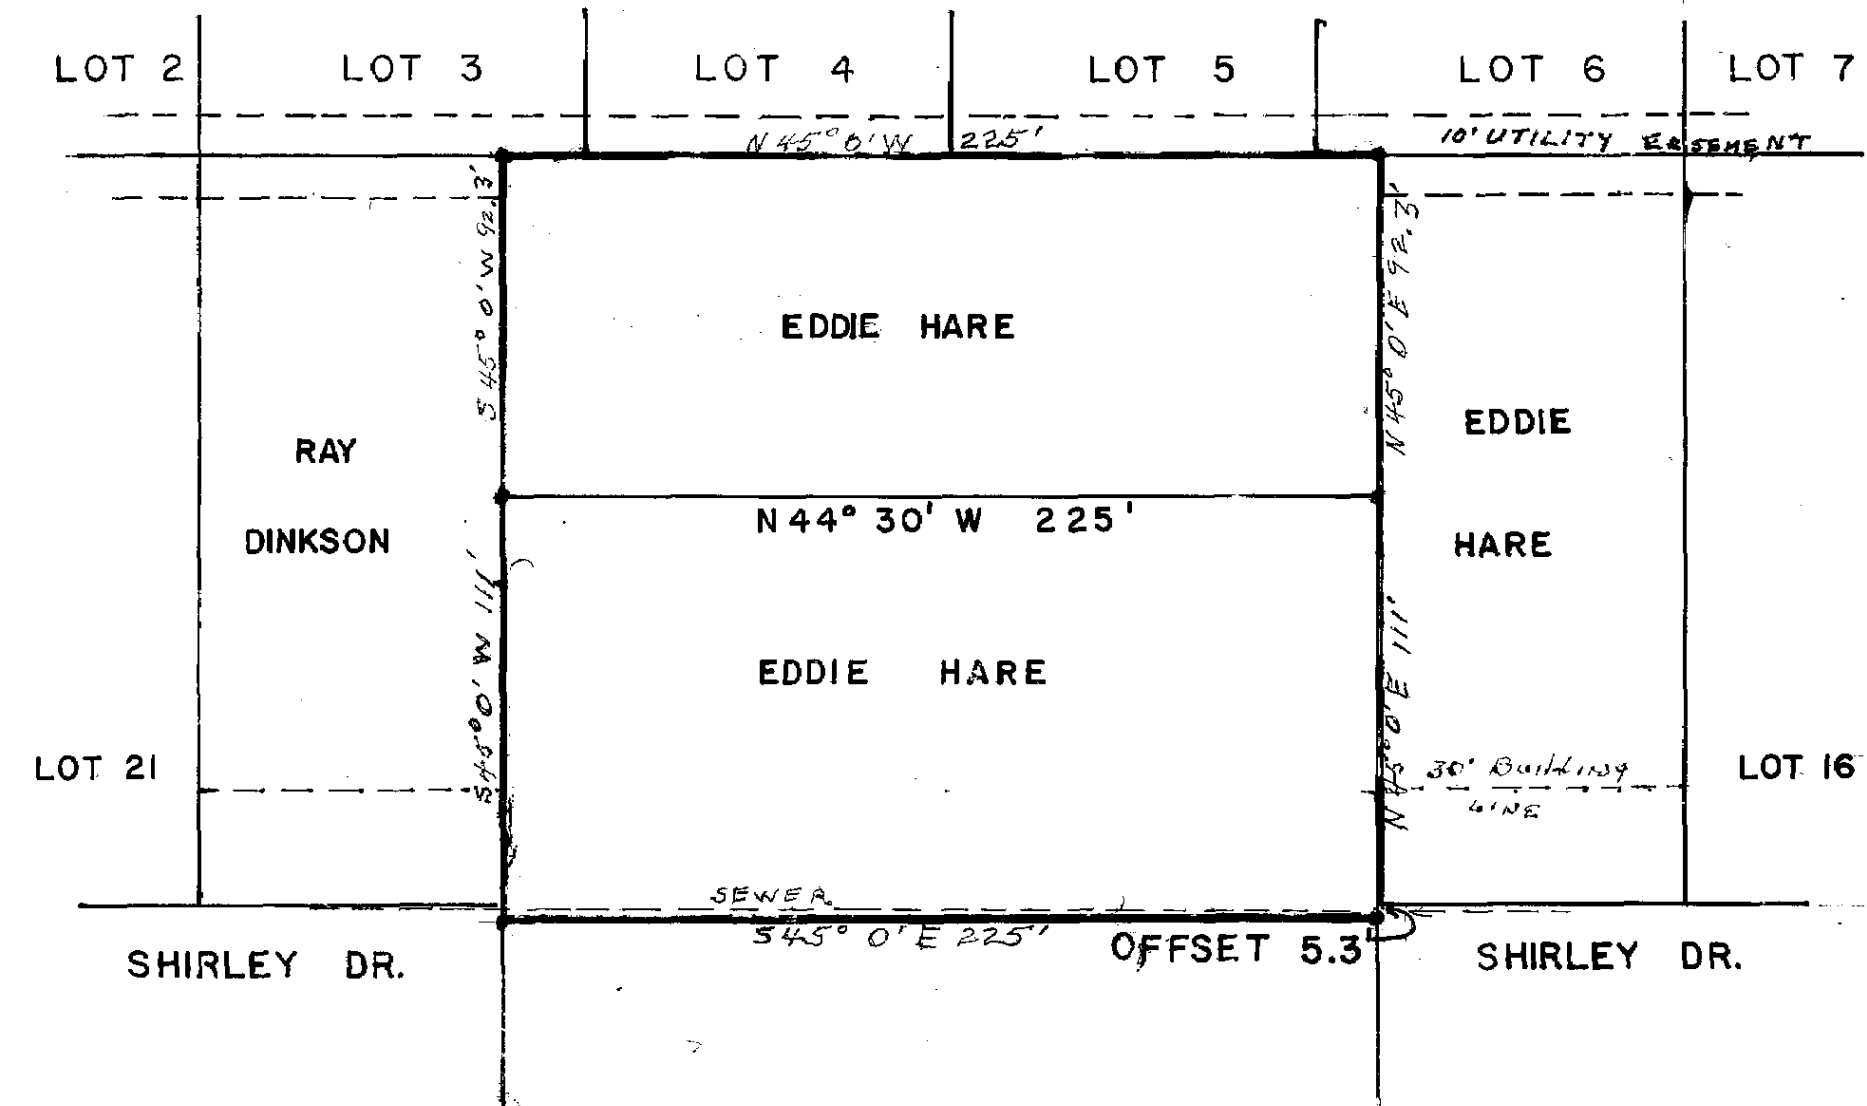 LOT 2
LOT 3
LOT 4
LOT 5
LOT 6
LOT 7
N 45° 0' W 225'
10' UTILITY EASEMENT
S 45° 0' W 92.3'
N 45° 0' E 92.3'
EDDIE HARE
RAY
DINKSON
EDDIE
HARE
N 44° 30' W 225'
S 45° 0' W 111'
N 45° 0' E 111'
EDDIE HARE
LOT 21
30' Building
LINE
LOT 16
SEWER
S 45° 0' E 225'
OFFSET 5.3'
SHIRLEY DR.
SHIRLEY DR.